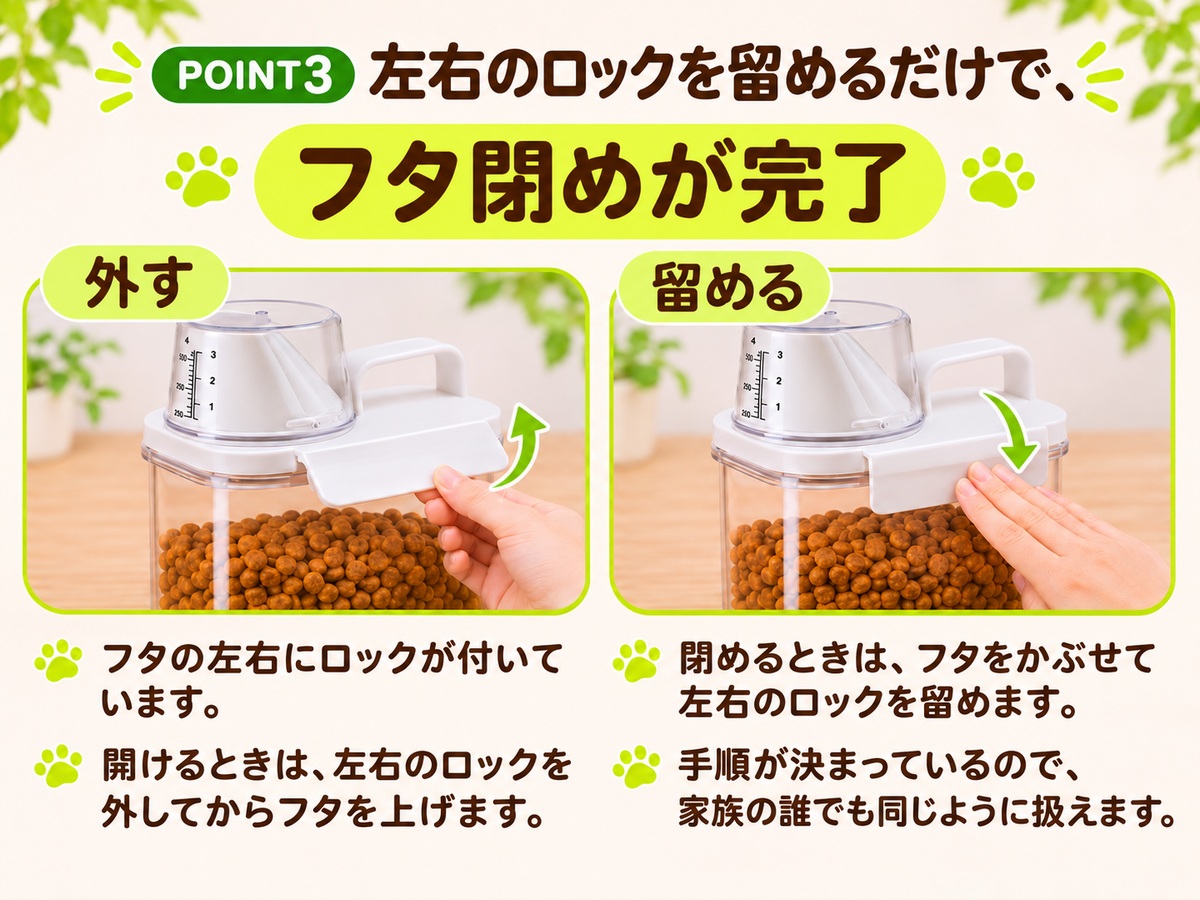 POINT3 左右のロックを留めるだけで、
フタ閉めが完了
外す
4
500
3
250
2
250
1
留める
4
500
3
250
2
250
1
フタの左右にロックが付いて
います。
開けるときは、左右のロックを
外してからフタを上げます。
閉めるときは、フタをかぶせて
左右のロックを留めます。
手順が決まっているので、
家族の誰でも同じように扱えます。